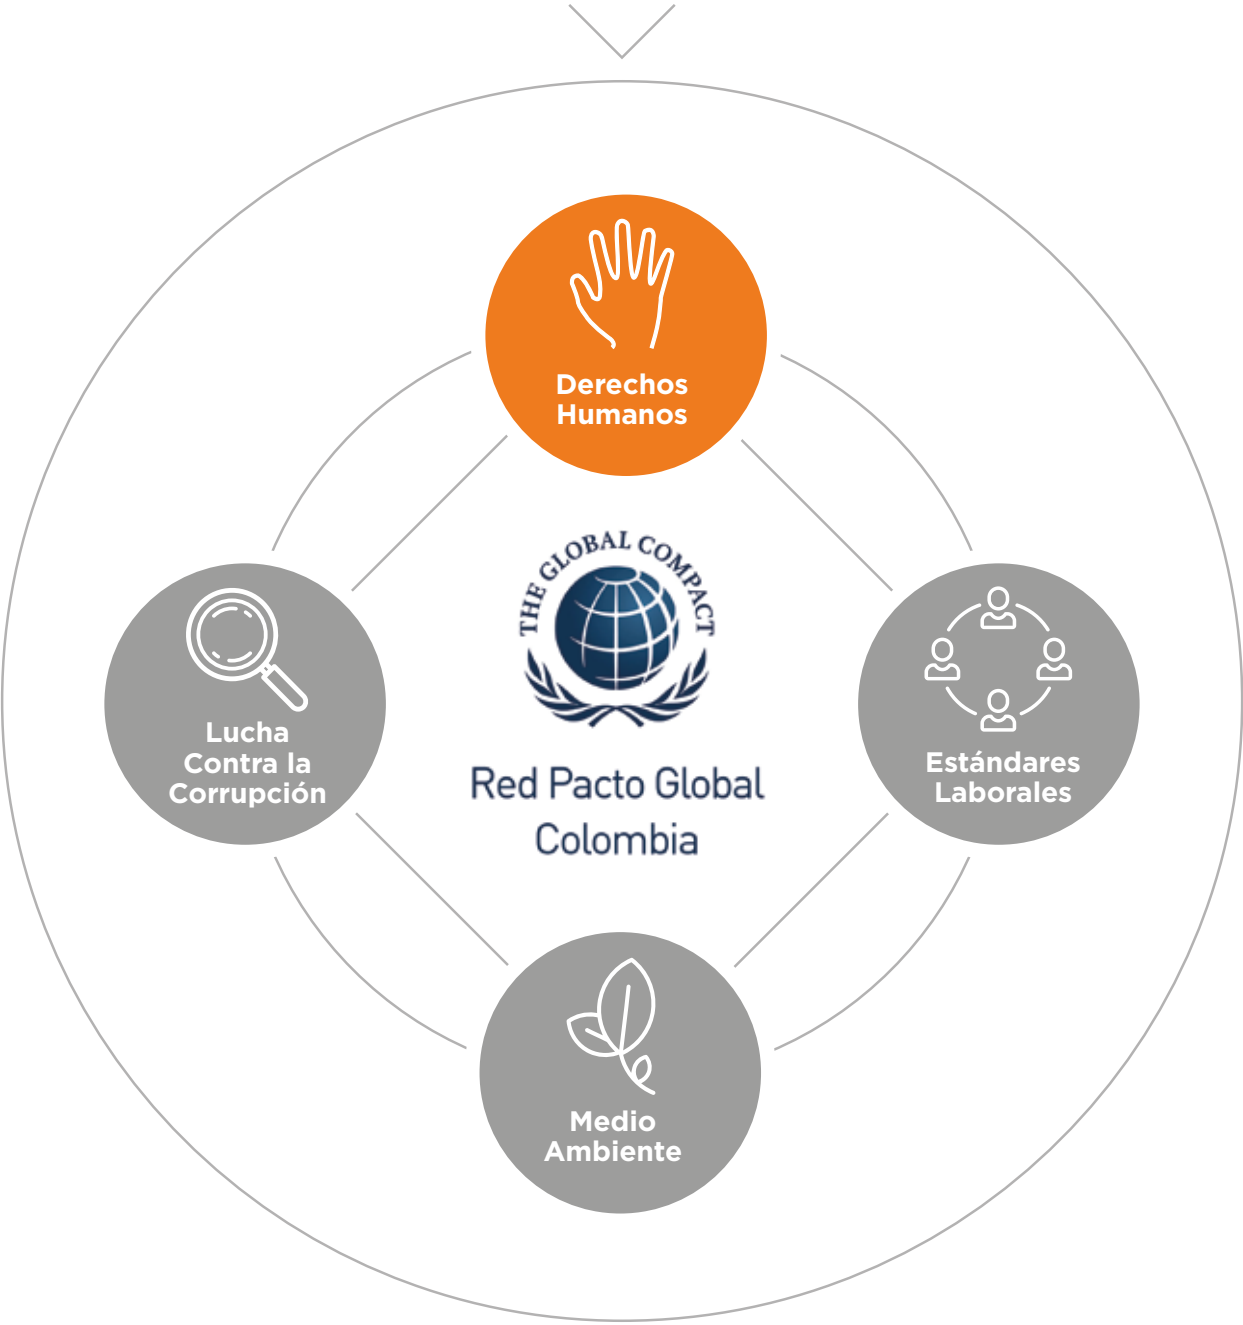 Derechos
Humanos
THE GLOBAL COMPACT
Lucha
Contra la
Corrupción
Estándares
Laborales
Red Pacto Global
Colombia
Medio
Ambiente